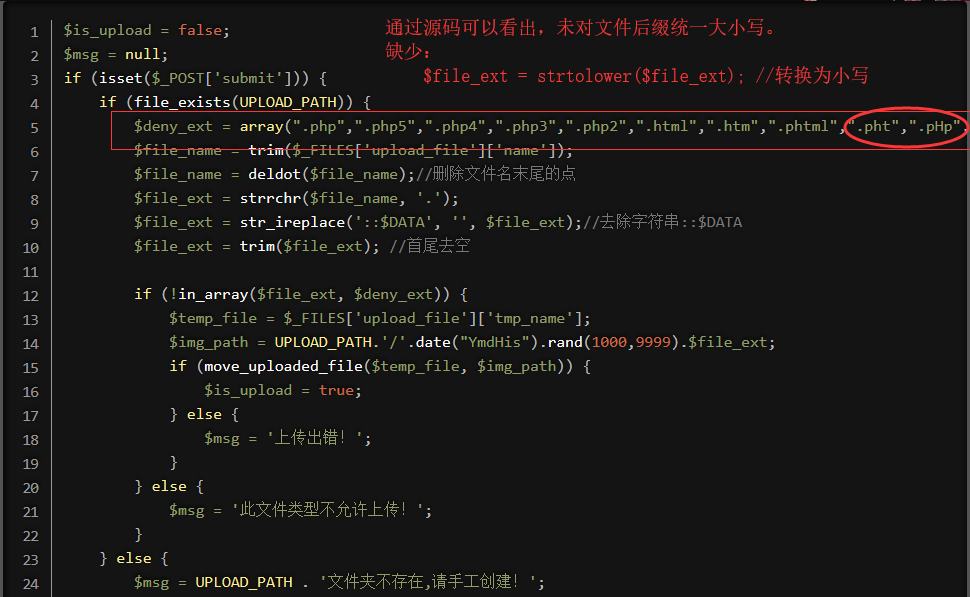 通过源码可以看出，未对文件后缀统一大小写。
缺少：
$file_ext = strtolower($file_ext); //转换为小写
1 $is_upload = false;
2 $msg = null;
3 if (isset($_POST['submit'])) {
4 if (file_exists(UPLOAD_PATH)) {
5 $deny_ext = array(".php",".php5",".php4",".php3",".php2",".html",".htm",".phtml",".pht",".pHp",
6 $file_name = trim($_FILES['upload_file']['name']);
7 $file_name = deldot($file_name);//删除文件名末尾的点
8 $file_ext = strrchr($file_name, '.');
9 $file_ext = str_ireplace('::$DATA', '', $file_ext);//去除字符串::$DATA
10 $file_ext = trim($file_ext); //首尾去空
11
12 if (!in_array($file_ext, $deny_ext)) {
13 $temp_file = $_FILES['upload_file']['tmp_name'];
14 $img_path = UPLOAD_PATH.'/'.date("YmdHis").rand(1000,9999).$file_ext;
15 if (move_uploaded_file($temp_file, $img_path)) {
16 $is_upload = true;
17 } else {
18 $msg = '上传出错！';
19 }
20 } else {
21 $msg = '此文件类型不允许上传！';
22 }
23 } else {
24 $msg = UPLOAD_PATH . '文件夹不存在,请手工创建！';